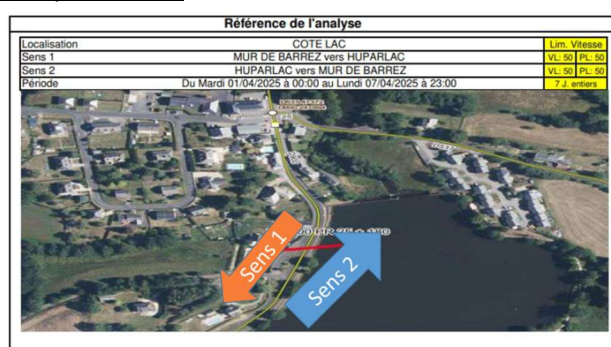 Référence de l'analyse
Localisation COTE LAC Lim. Vitesse
Sens 1 MUR DE BARREZ vers HUPARLAC VL: 50 PL: 50
Sens 2 HUPARLAC vers MUR DE BARREZ VL: 50 PL: 50
Période Du Mardi 01/04/2025 à 00:00 au Lundi 07/04/2025 à 23:00 7 J. entiers
Sens 1
Sens 2